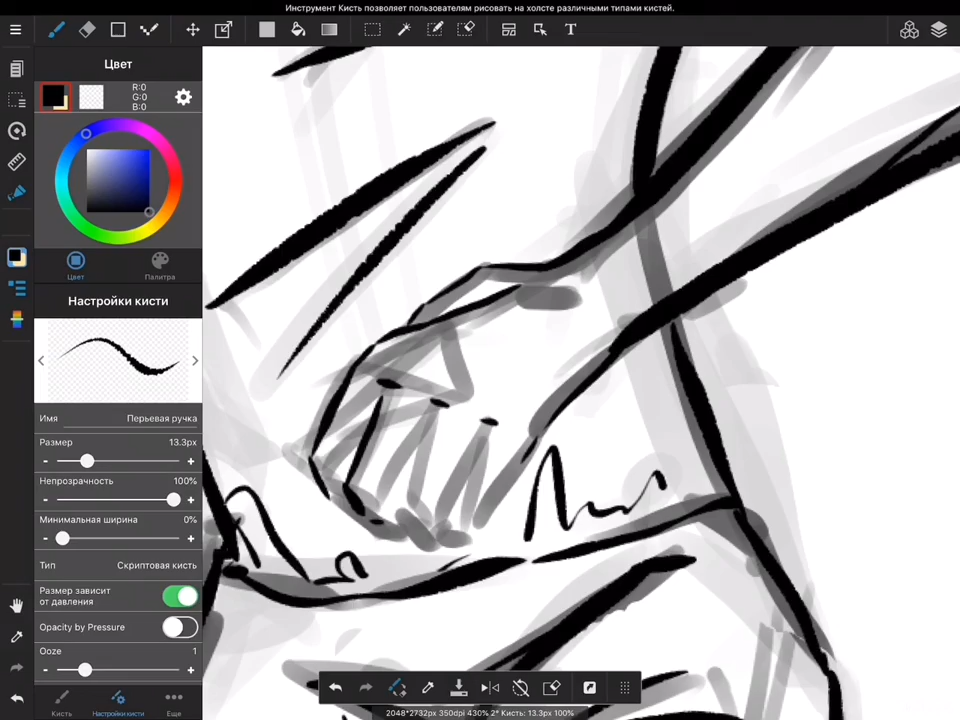 Инструмент Кисть позволяет пользователям рисовать на холсте различными типами кистей.
T
Цвет
R:0
G:0
B:0
Цвет
Палитра
Настройки кисти
Имя Перьевая ручка
Размер 13.3px
- +
Непрозрачность 100%
- +
Минимальная ширина 0%
- +
Тип Скриптовая кисть
Размер зависит
от давления
Opacity by Pressure
Ooze 1
- +
Кисть
Настройки кисти
Еще
2048*2732px 350dpi 430% 2* Кисть: 13.3px 100%